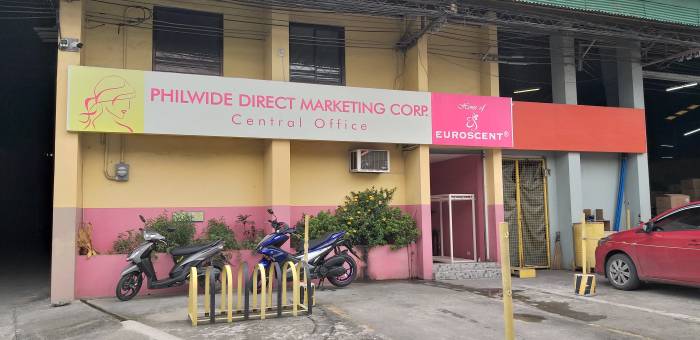 PHILWIDE DIRECT MARKETING CORP.
Central Office
Home of
EUROSCENT®